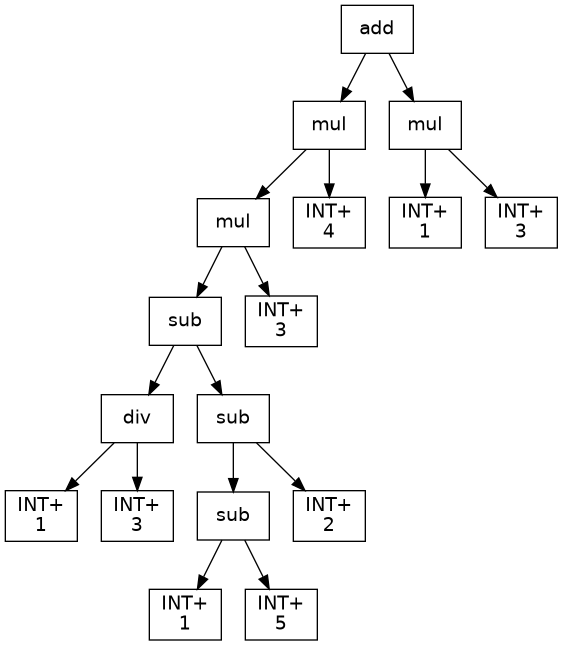 add
mul
mul
mul
INT+
4
INT+
1
INT+
3
sub
INT+
3
div
sub
INT+
1
INT+
3
sub
INT+
2
INT+
1
INT+
5